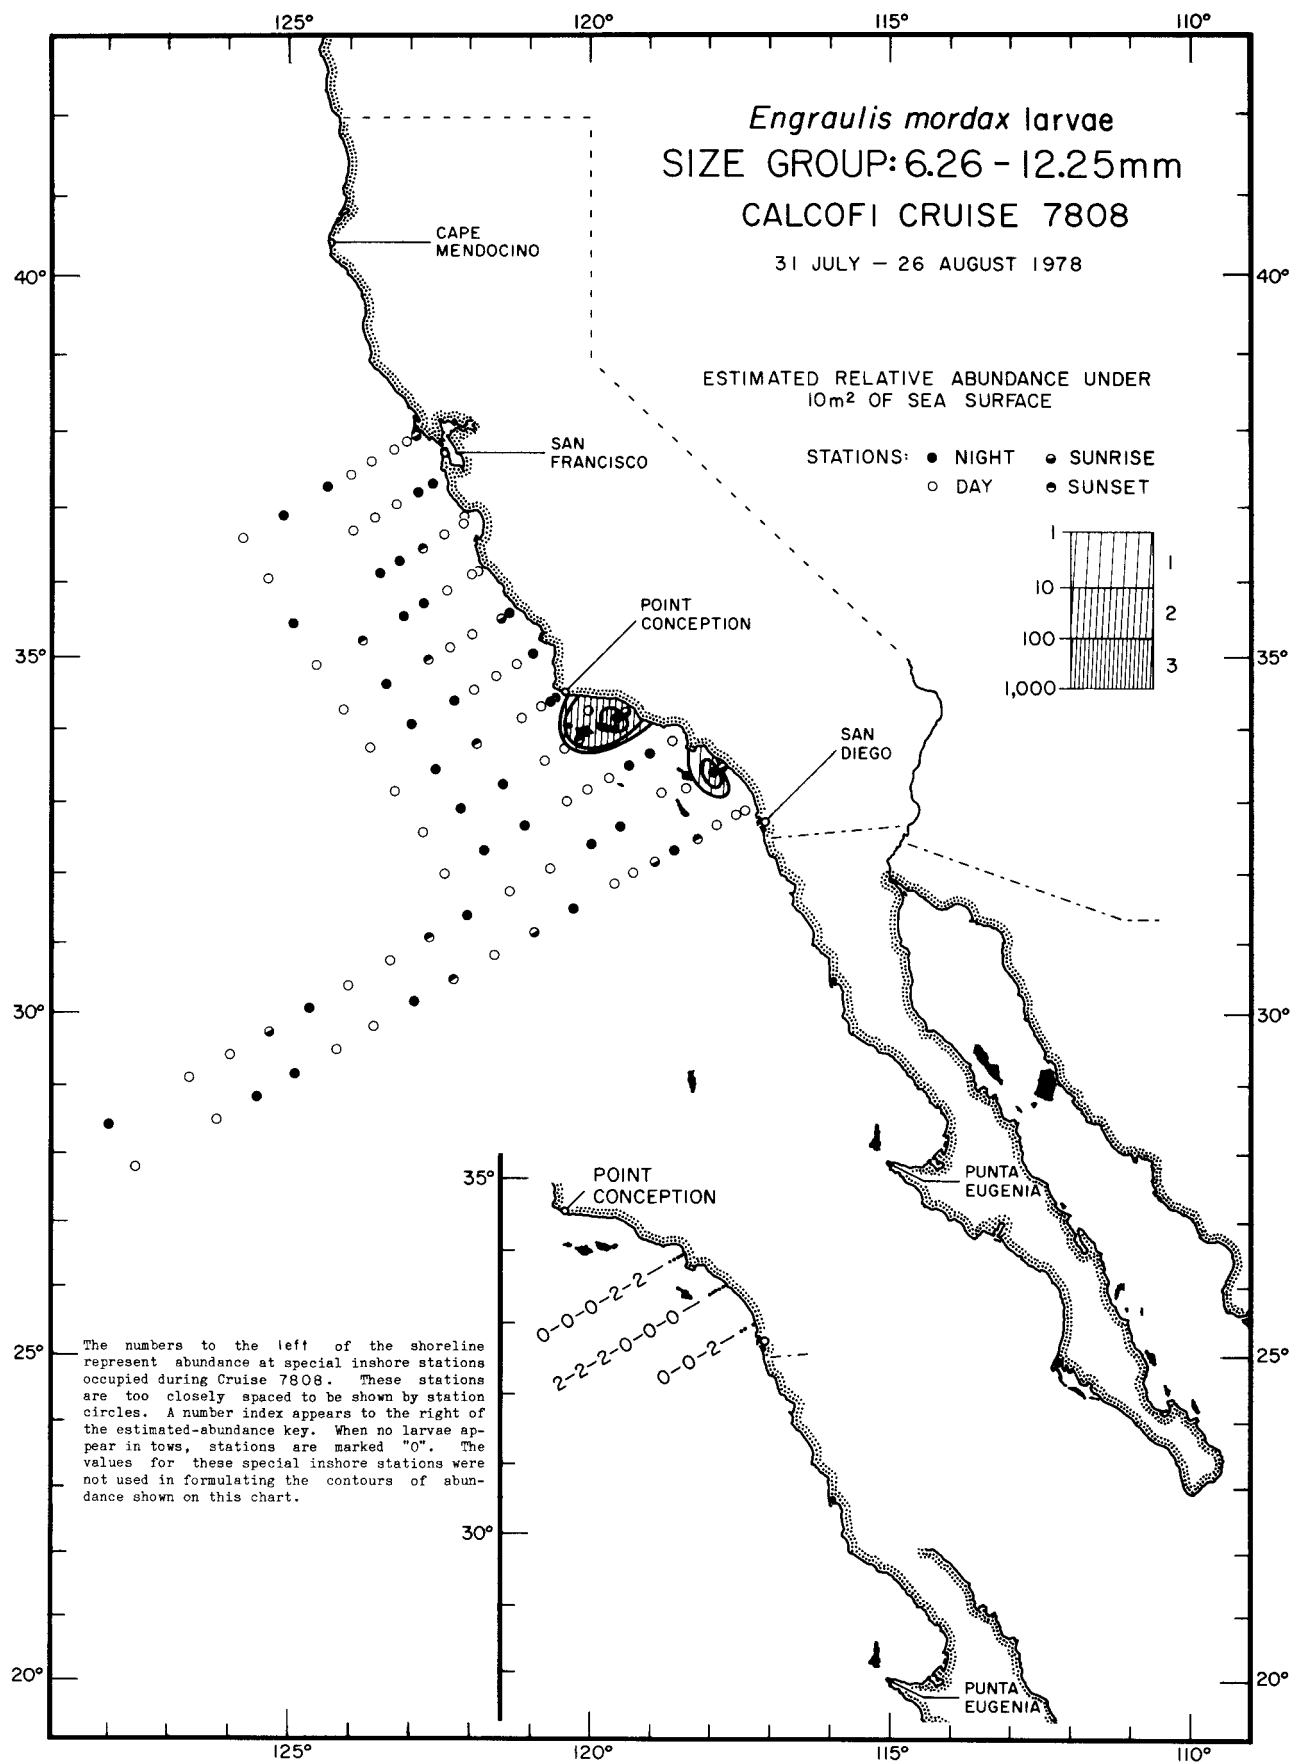 125° 120° 115° 110°
Engraulis mordax larvae
SIZE GROUP: 6.26 - 12.25mm
CALCOFI CRUISE 7808
31 JULY - 26 AUGUST 1978
CAPE
MENDOCINO
40° 40°
ESTIMATED RELATIVE ABUNDANCE UNDER
10m² OF SEA SURFACE
SAN
FRANCISCO
STATIONS: ● NIGHT SUNRISE
○ DAY SUNSET
1
1
10
2
100
3
1,000
POINT
CONCEPTION
35° 35°
SAN
DIEGO
30° 30°
PUNTA
EUGENIA
35°
POINT
CONCEPTION
0-0-0-2-2
2-2-2-0-0-0
0-0-2
25° 25°
The numbers to the left of the shoreline
represent abundance at special inshore stations
occupied during Cruise 7808. These stations
are too closely spaced to be shown by station
circles. A number index appears to the right of
the estimated-abundance key. When no larvae ap-
pear in tows, stations are marked "0". The
values for these special inshore stations were
not used in formulating the contours of abun-
dance shown on this chart.
30°
20° 20°
PUNTA
EUGENIA
125° 120° 115° 110°